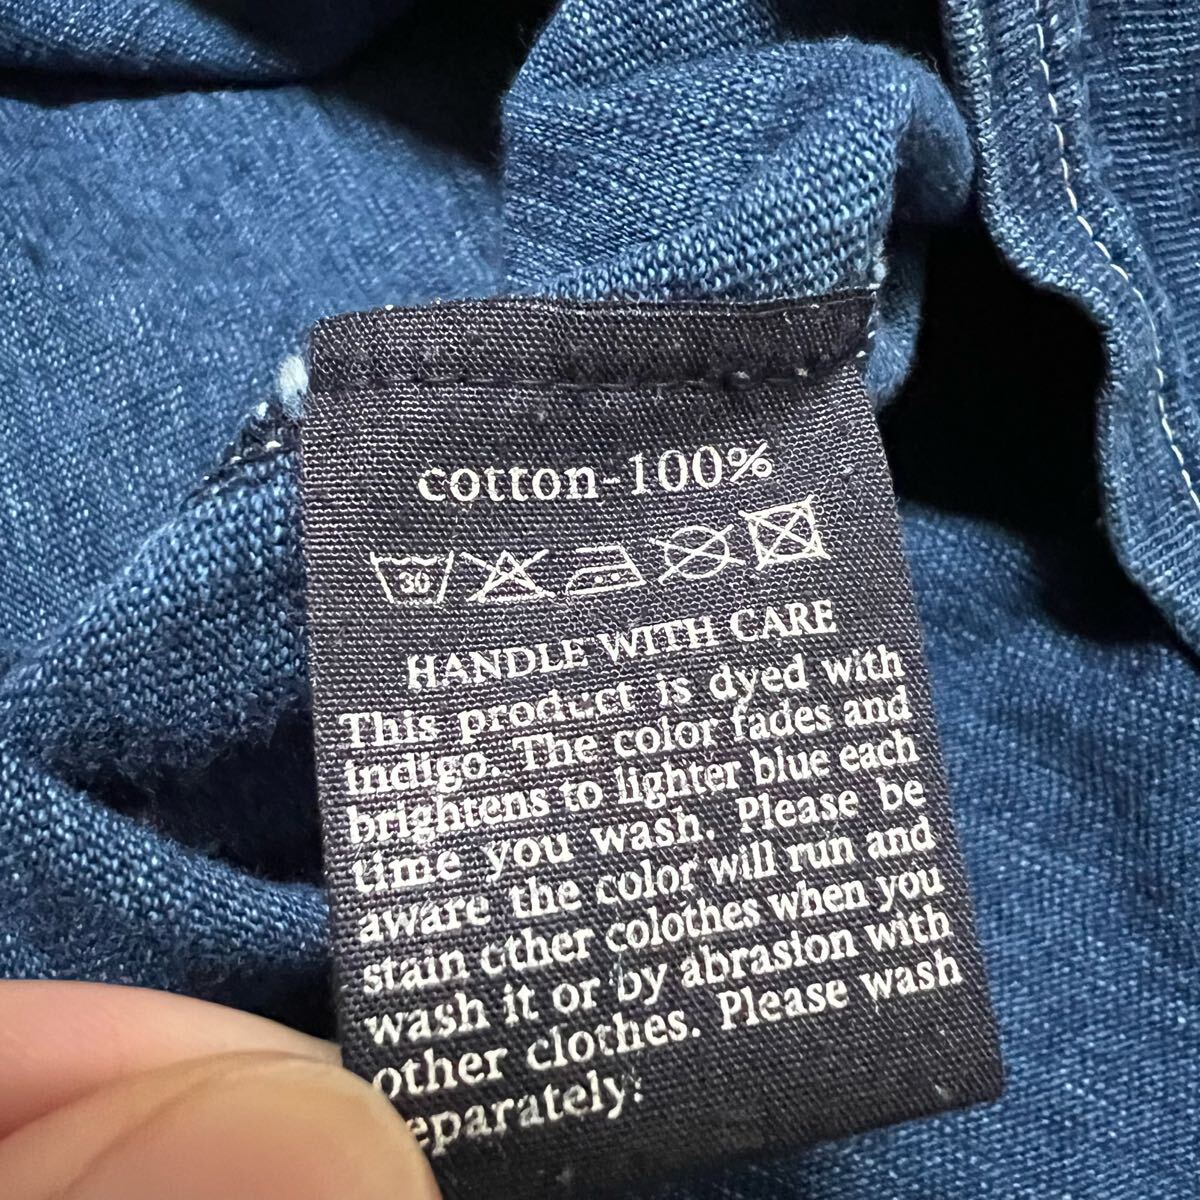 cotton-100%
30
HANDLE WITH CARE
This product is dyed with
indigo. The color fades and
brightens to lighter blue each
time you wash. Please be
aware the color will run and
stain other colothes when you
wash it or by abrasion with
other clothes. Please wash
eparately.